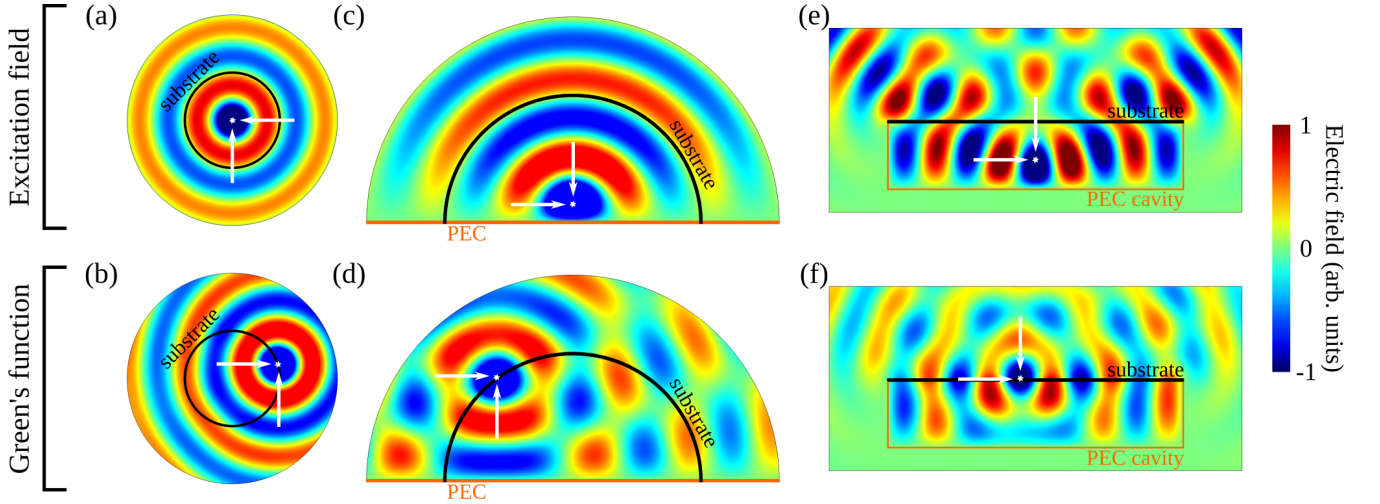 Excitation field
(a)
substrate
(c)
substrate
PEC
(e)
substrate
PEC cavity
Green's function
(b)
substrate
(d)
substrate
PEC
(f)
substrate
PEC cavity
1
0
-1
Electric field (arb. units)